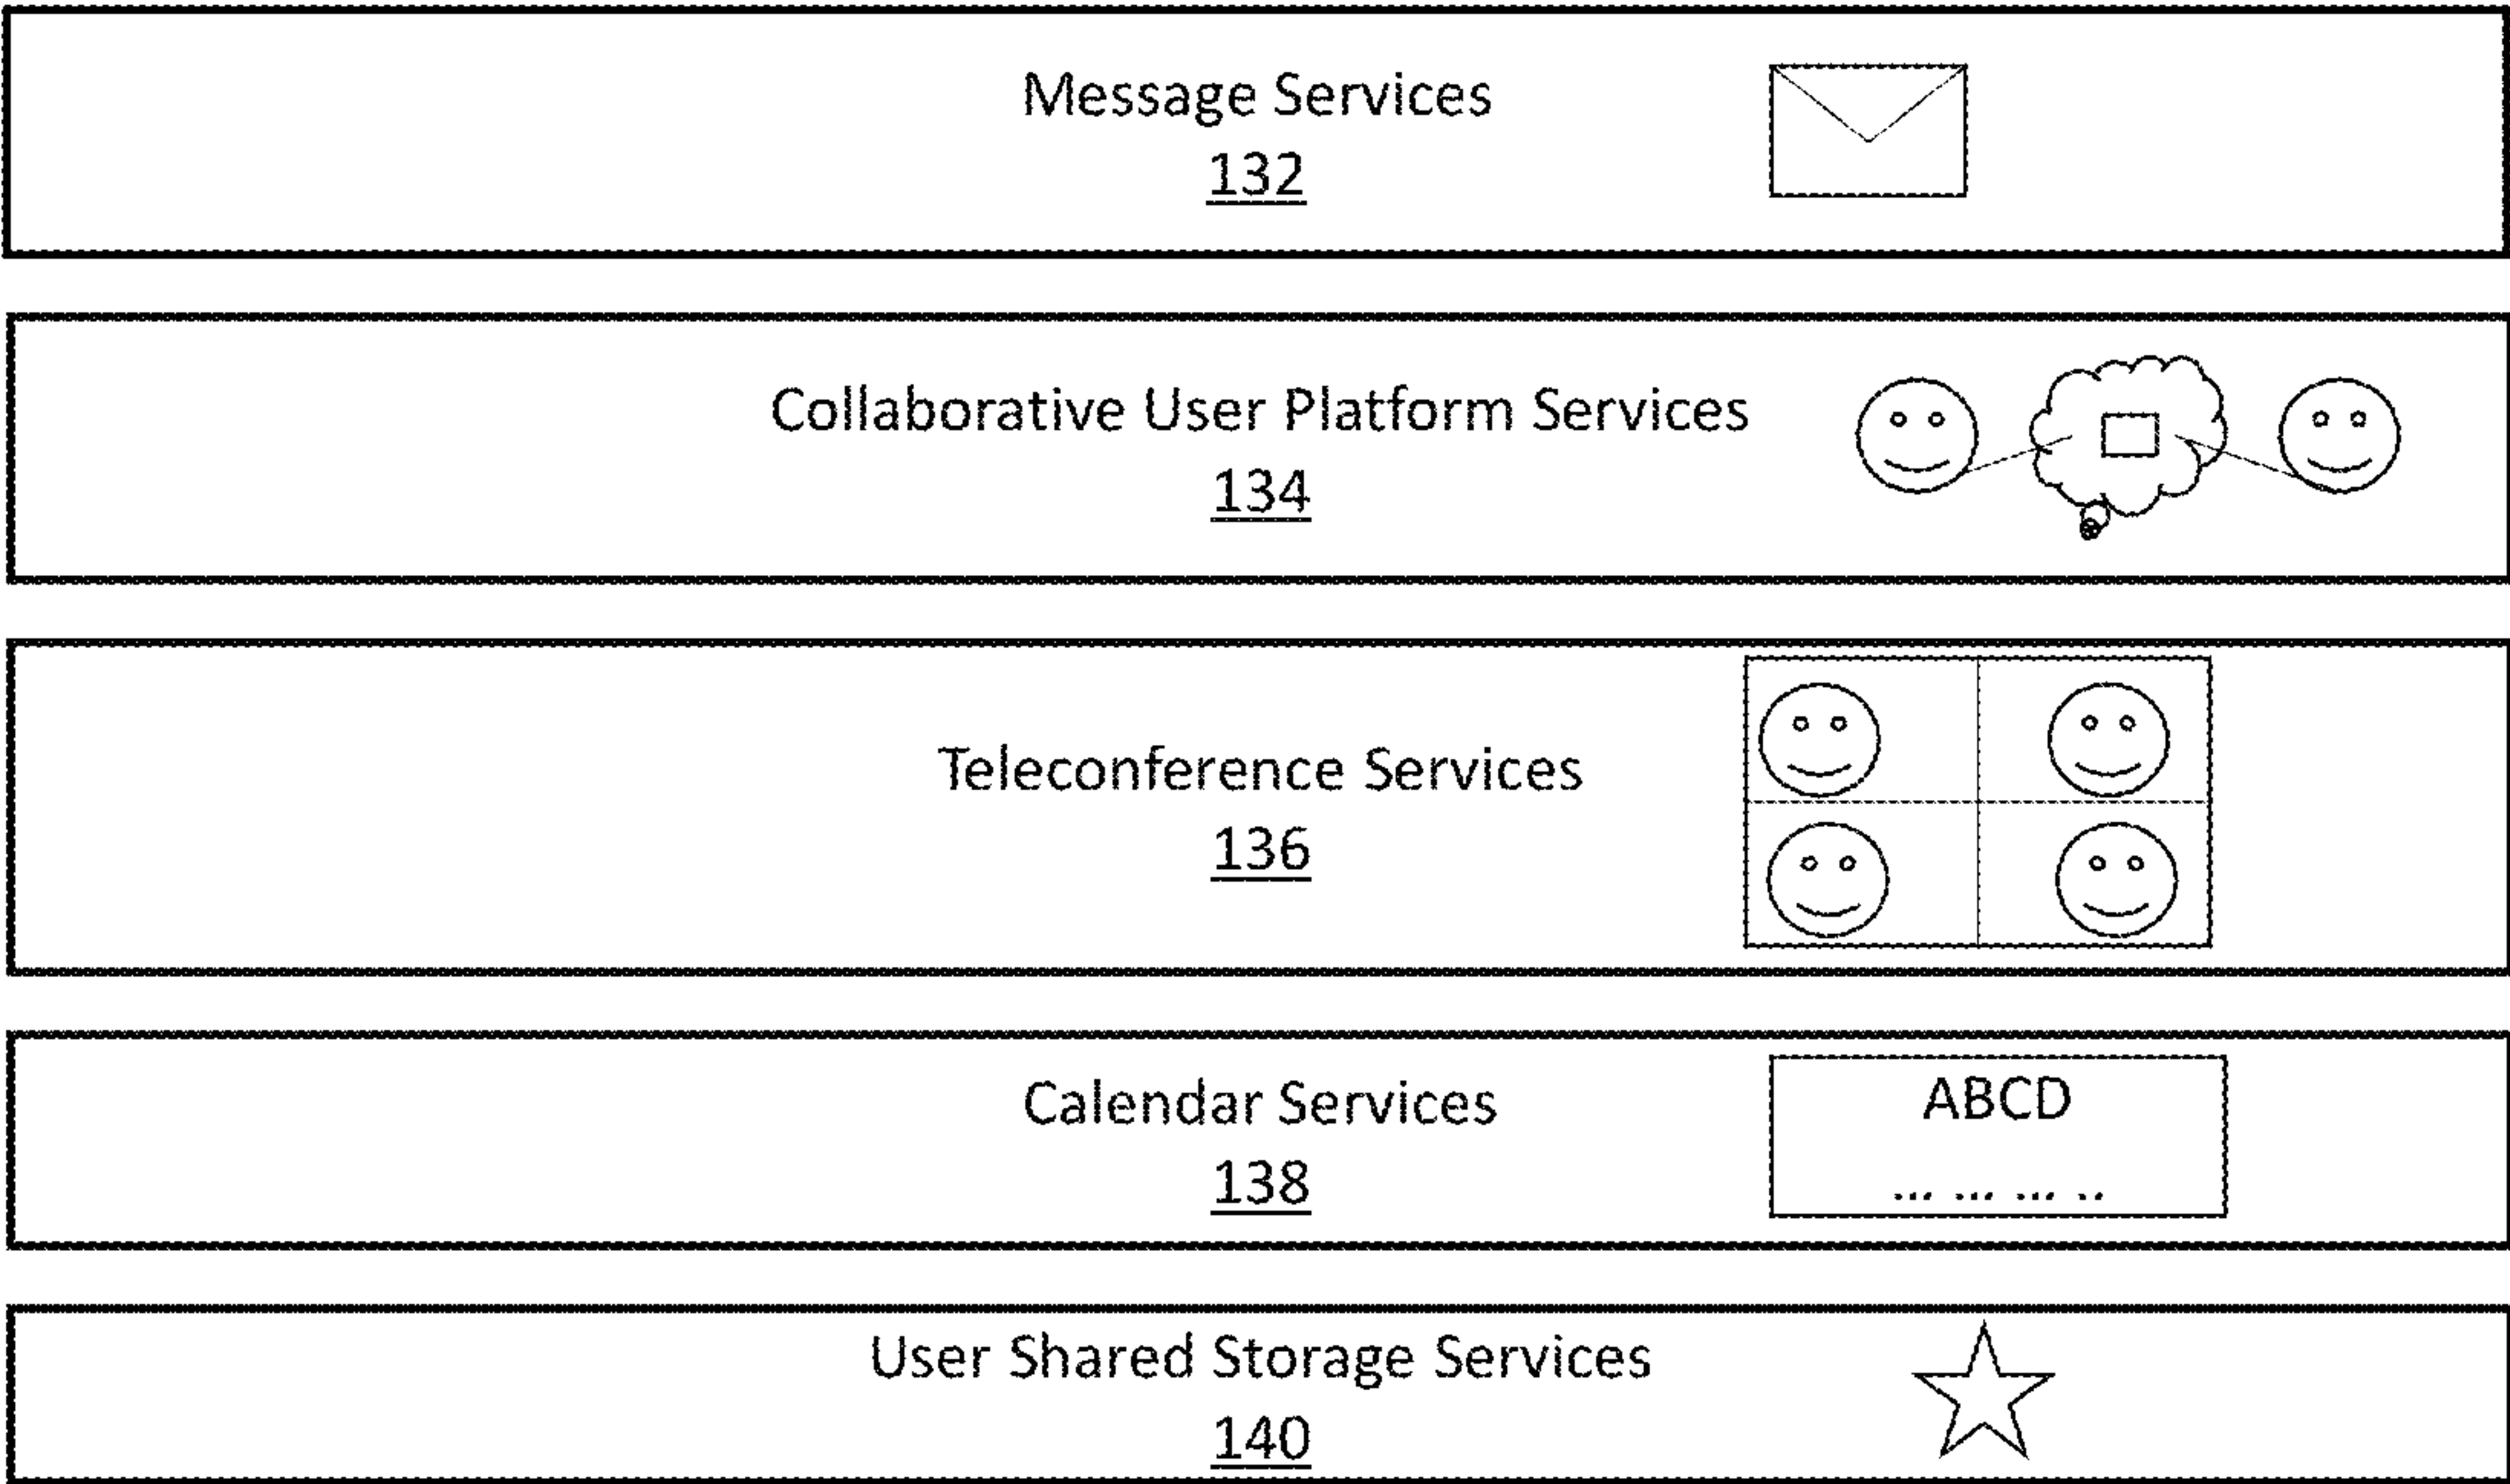 Message Services
132
Collaborative User Platform Services
134
Teleconference Services
136
Calendar Services
138
ABCD
... ... ... ..
User Shared Storage Services
140